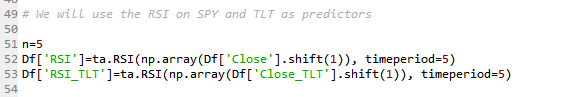 49 # We will use the RSI on SPY and TLT as predictors
50
51 n=5
52 Df['RSI']=ta.RSI(np.array(Df['Close'].shift(1)), timeperiod=5)
53 Df['RSI_TLT']=ta.RSI(np.array(Df['Close_TLT'].shift(1)), timeperiod=5)
54